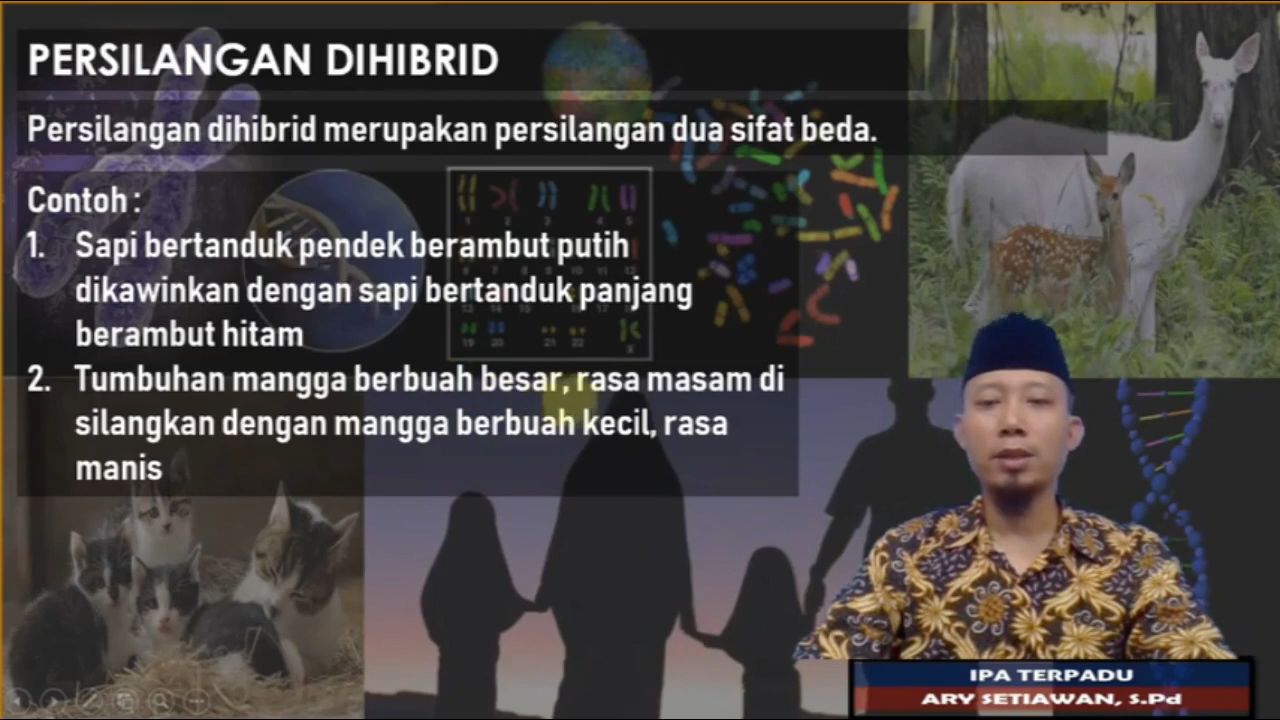 PERSILANGAN DIHIBRID
Persilangan dihibrid merupakan persilangan dua sifat beda.
Contoh :
1. Sapi bertanduk pendek berambut putih
dikawinkan dengan sapi bertanduk panjang
berambut hitam
2. Tumbuhan mangga berbuah besar, rasa masam di
silangkan dengan mangga berbuah kecil, rasa
manis
IPA TERPADU
ARY SETIAWAN, S.Pd